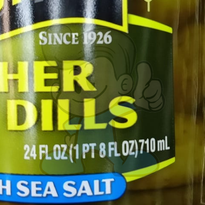 SINCE 1926
HER
DILLS
24 FL OZ (1 PT 8 FL OZ) 710 mL
H SEA SALT